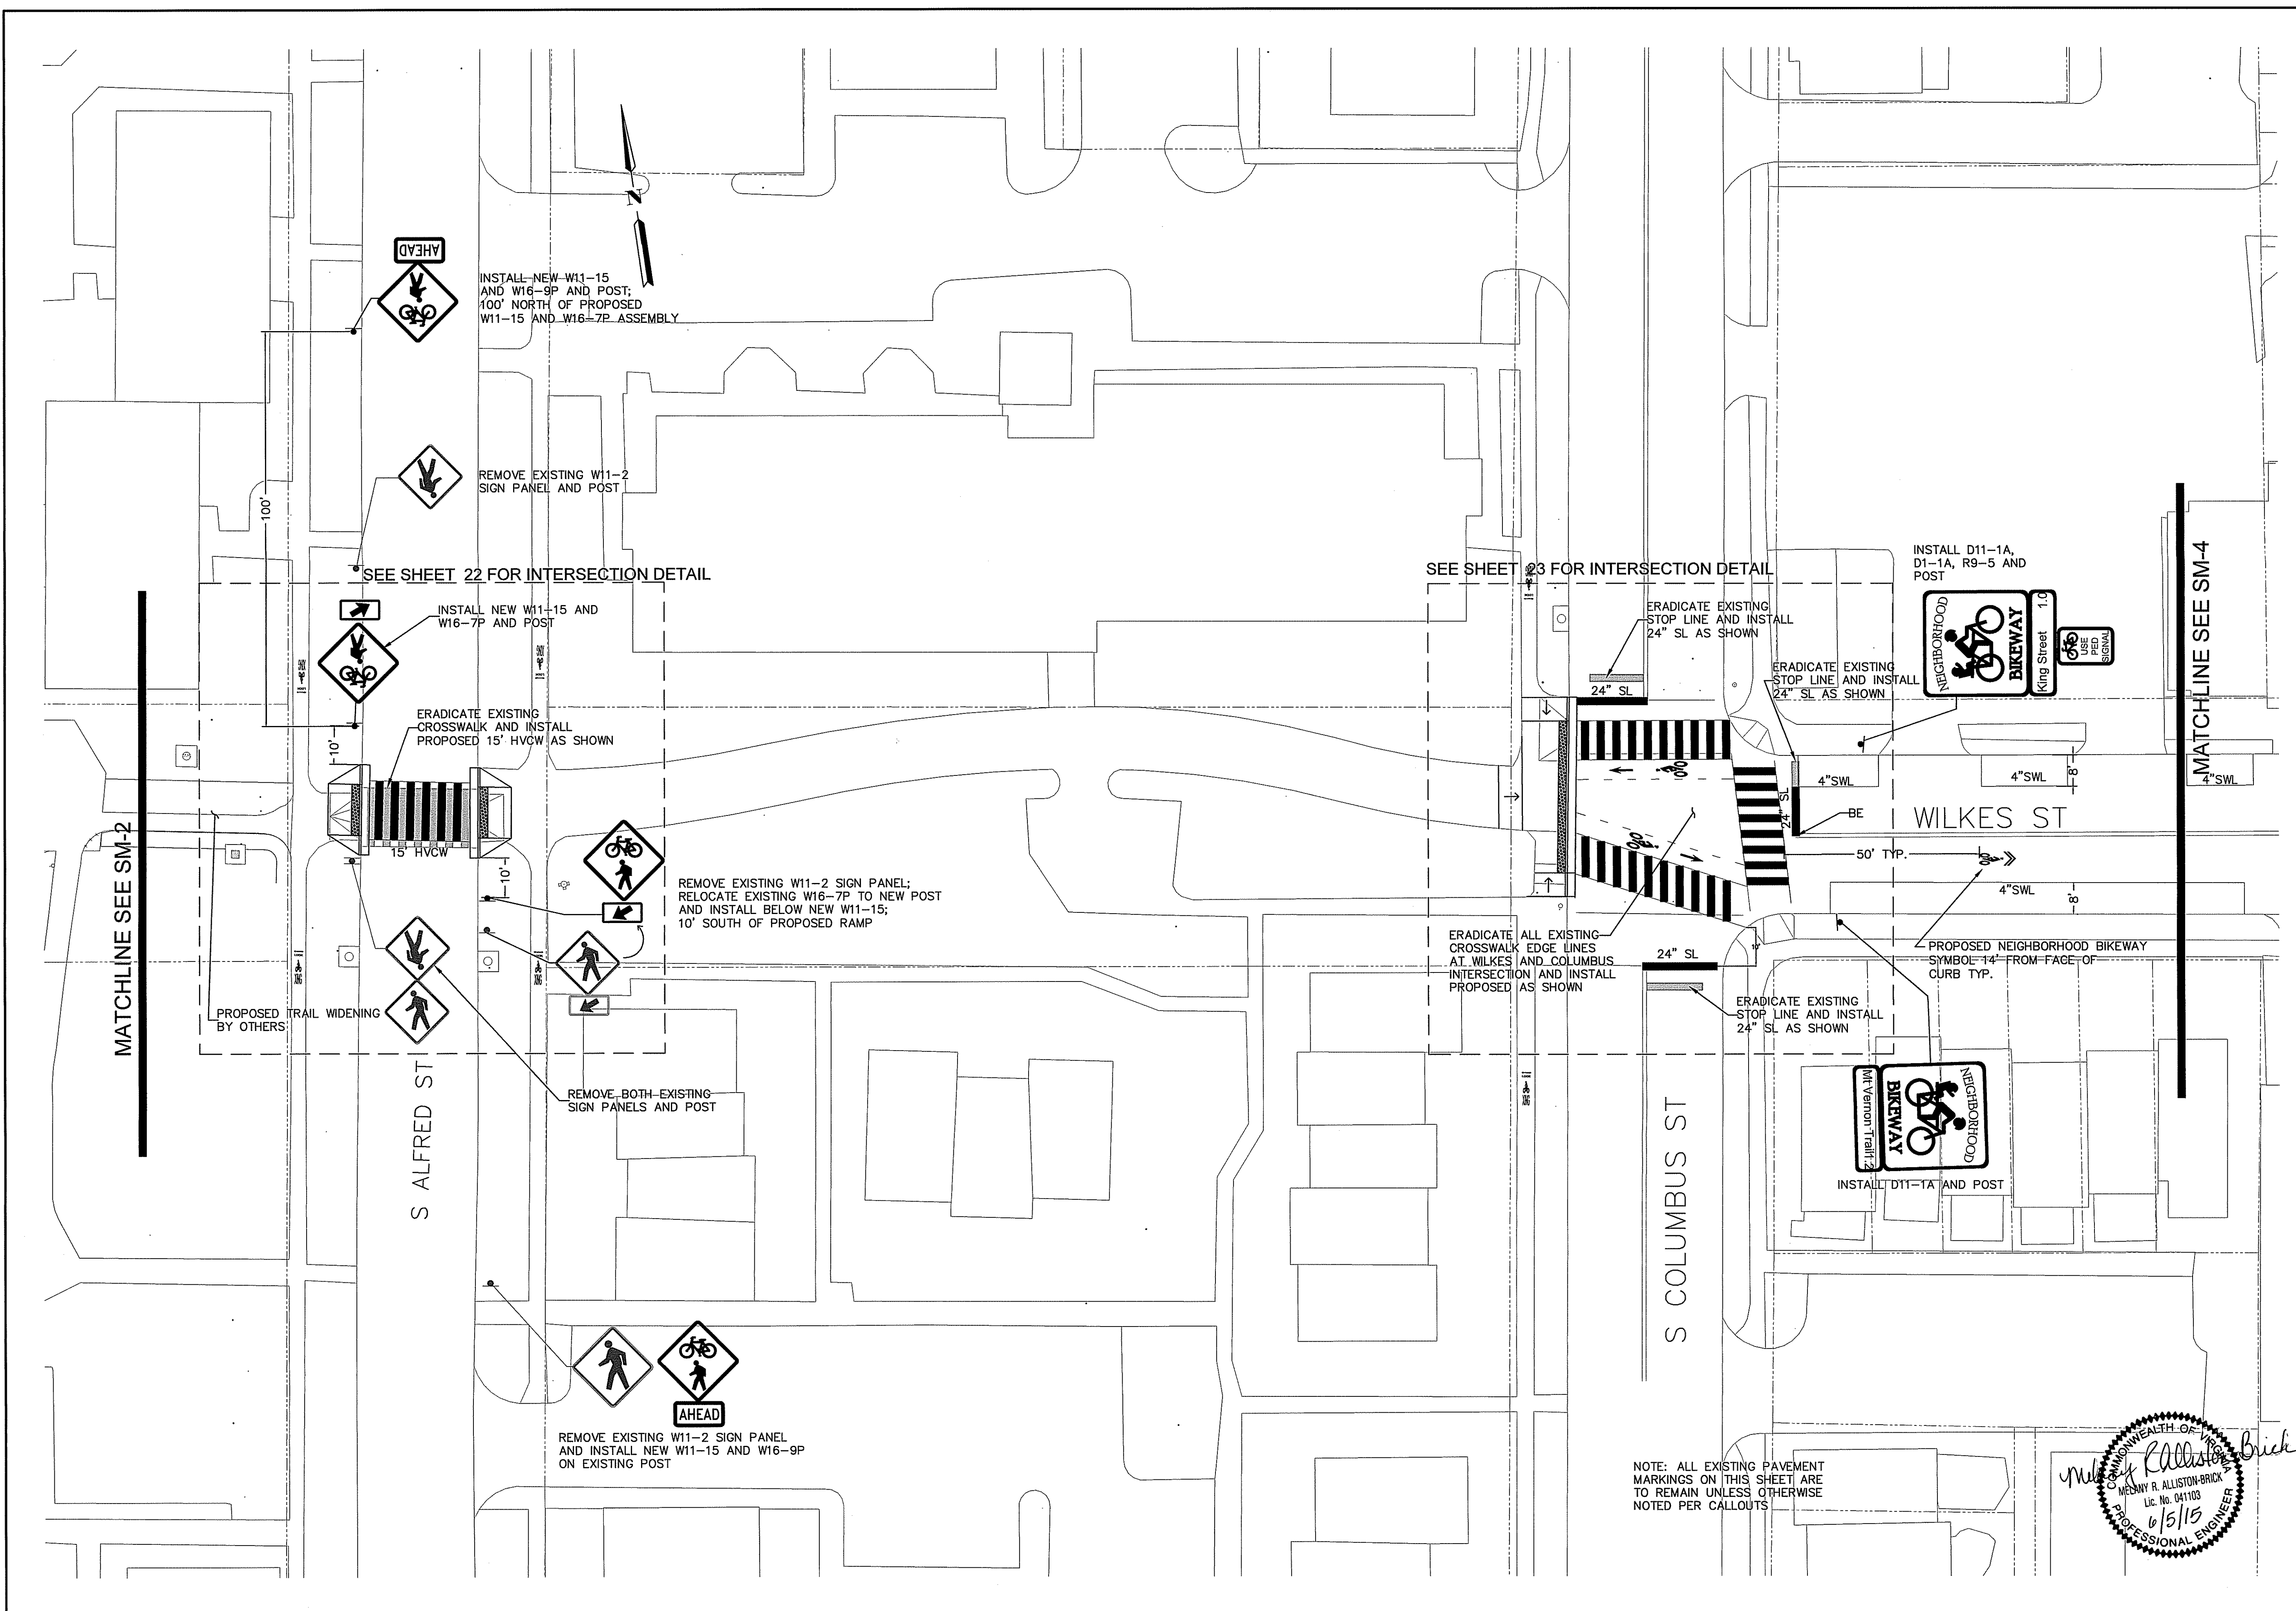 AHEAD
INSTALL NEW W11-15
AND W16-9P AND POST;
100' NORTH OF PROPOSED
W11-15 AND W16-7P ASSEMBLY
N
100'
REMOVE EXISTING W11-2
SIGN PANEL AND POST
SEE SHEET 22 FOR INTERSECTION DETAIL
INSTALL NEW W11-15 AND
W16-7P AND POST
ERADICATE EXISTING
CROSSWALK AND INSTALL
PROPOSED 15' HVCW AS SHOWN
10'
15' HVCW
10'
MATCHLINE SEE SM-2
REMOVE EXISTING W11-2 SIGN PANEL;
RELOCATE EXISTING W16-7P TO NEW POST
AND INSTALL BELOW NEW W11-15;
10' SOUTH OF PROPOSED RAMP
PROPOSED TRAIL WIDENING
BY OTHERS
REMOVE BOTH EXISTING
SIGN PANELS AND POST
S ALFRED ST
AHEAD
REMOVE EXISTING W11-2 SIGN PANEL
AND INSTALL NEW W11-15 AND W16-9P
ON EXISTING POST
SEE SHEET 23 FOR INTERSECTION DETAIL
ERADICATE EXISTING
STOP LINE AND INSTALL
24" SL AS SHOWN
24" SL
ERADICATE EXISTING
STOP LINE AND INSTALL
24" SL AS SHOWN
24" SL
BE
INSTALL D11-1A,
D1-1A, R9-5 AND
POST
NEIGHBORHOOD
BIKEWAY
King Street 1.0
USE
PED
SIGNAL
MATCHLINE SEE SM-4
4"SWL
4"SWL
8'
4"SWL
WILKES ST
50' TYP.
4"SWL
8'
ERADICATE ALL EXISTING
CROSSWALK EDGE LINES
AT WILKES AND COLUMBUS
INTERSECTION AND INSTALL
PROPOSED AS SHOWN
24" SL
10'
PROPOSED NEIGHBORHOOD BIKEWAY
SYMBOL 14' FROM FACE OF
CURB TYP.
ERADICATE EXISTING
STOP LINE AND INSTALL
24" SL AS SHOWN
NEIGHBORHOOD
BIKEWAY
Mt Vernon Trail 1.2
INSTALL D11-1A AND POST
S COLUMBUS ST
NOTE: ALL EXISTING PAVEMENT
MARKINGS ON THIS SHEET ARE
TO REMAIN UNLESS OTHERWISE
NOTED PER CALLOUTS
COMMONWEALTH OF VIRGINIA
Melany R Alliston Brick
MELANY R. ALLISTON-BRICK
Lic. No. 041103
6/5/15
PROFESSIONAL ENGINEER